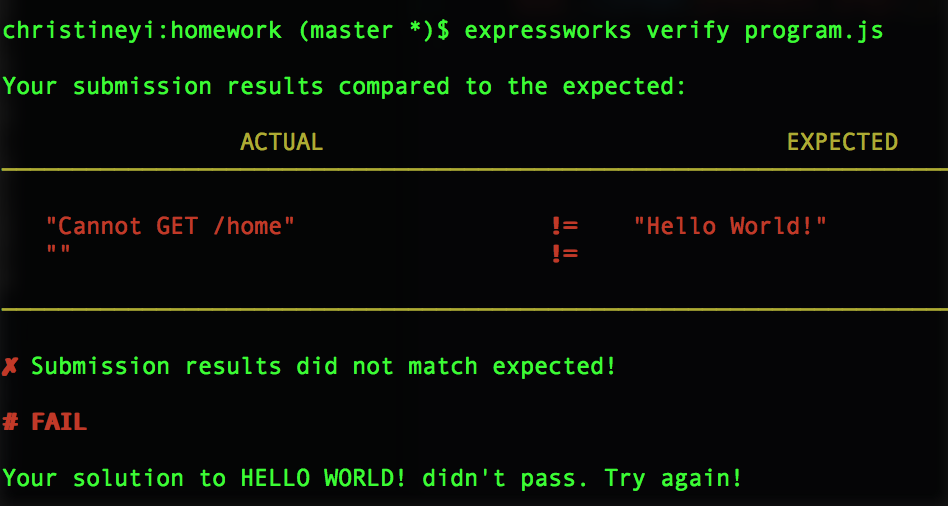 christineyi:homework (master *)$ expressworks verify program.js
Your submission results compared to the expected:
ACTUAL EXPECTED
"Cannot GET /home" != "Hello World!"
"" !=
✗ Submission results did not match expected!
# FAIL
Your solution to HELLO WORLD! didn't pass. Try again!